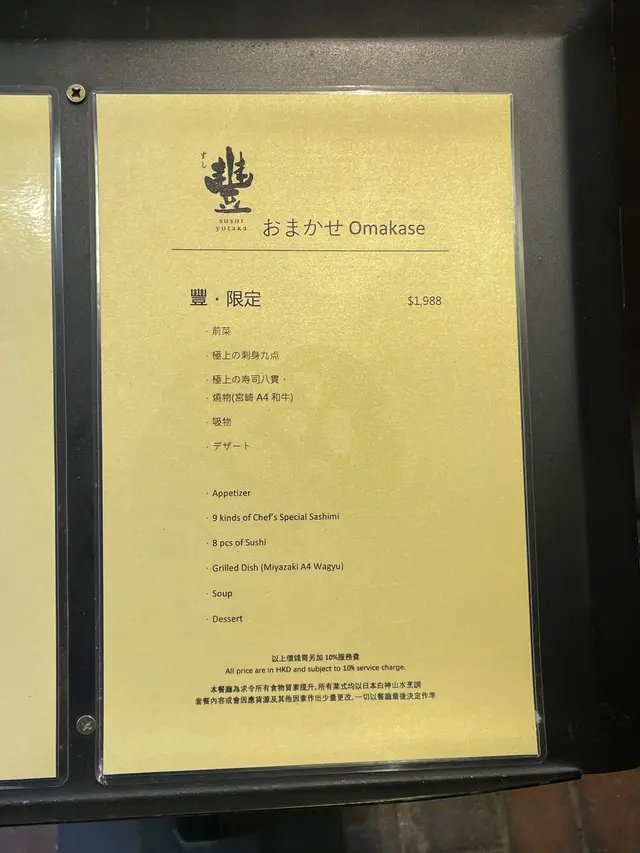 すし
豐
sushi
yutaka
おまかせ Omakase
豐・限定 $1,988
· 前菜
· 極上の刺身九点
· 極上の寿司八貫・
· 燒物(宮崎 A4 和牛)
· 吸物
· デザート
· Appetizer
· 9 kinds of Chef's Special Sashimi
· 8 pcs of Sushi
· Grilled Dish (Miyazaki A4 Wagyu)
· Soup
· Dessert
以上價錢需另加 10%服務費
All price are in HKD and subject to 10% service charge.
本餐廳為求令所有食物質素提升,所有菜式均以日本白神山水烹調
套餐內容或會因應貨源及其他因素作出少量更改,一切以餐廳最後決定作準